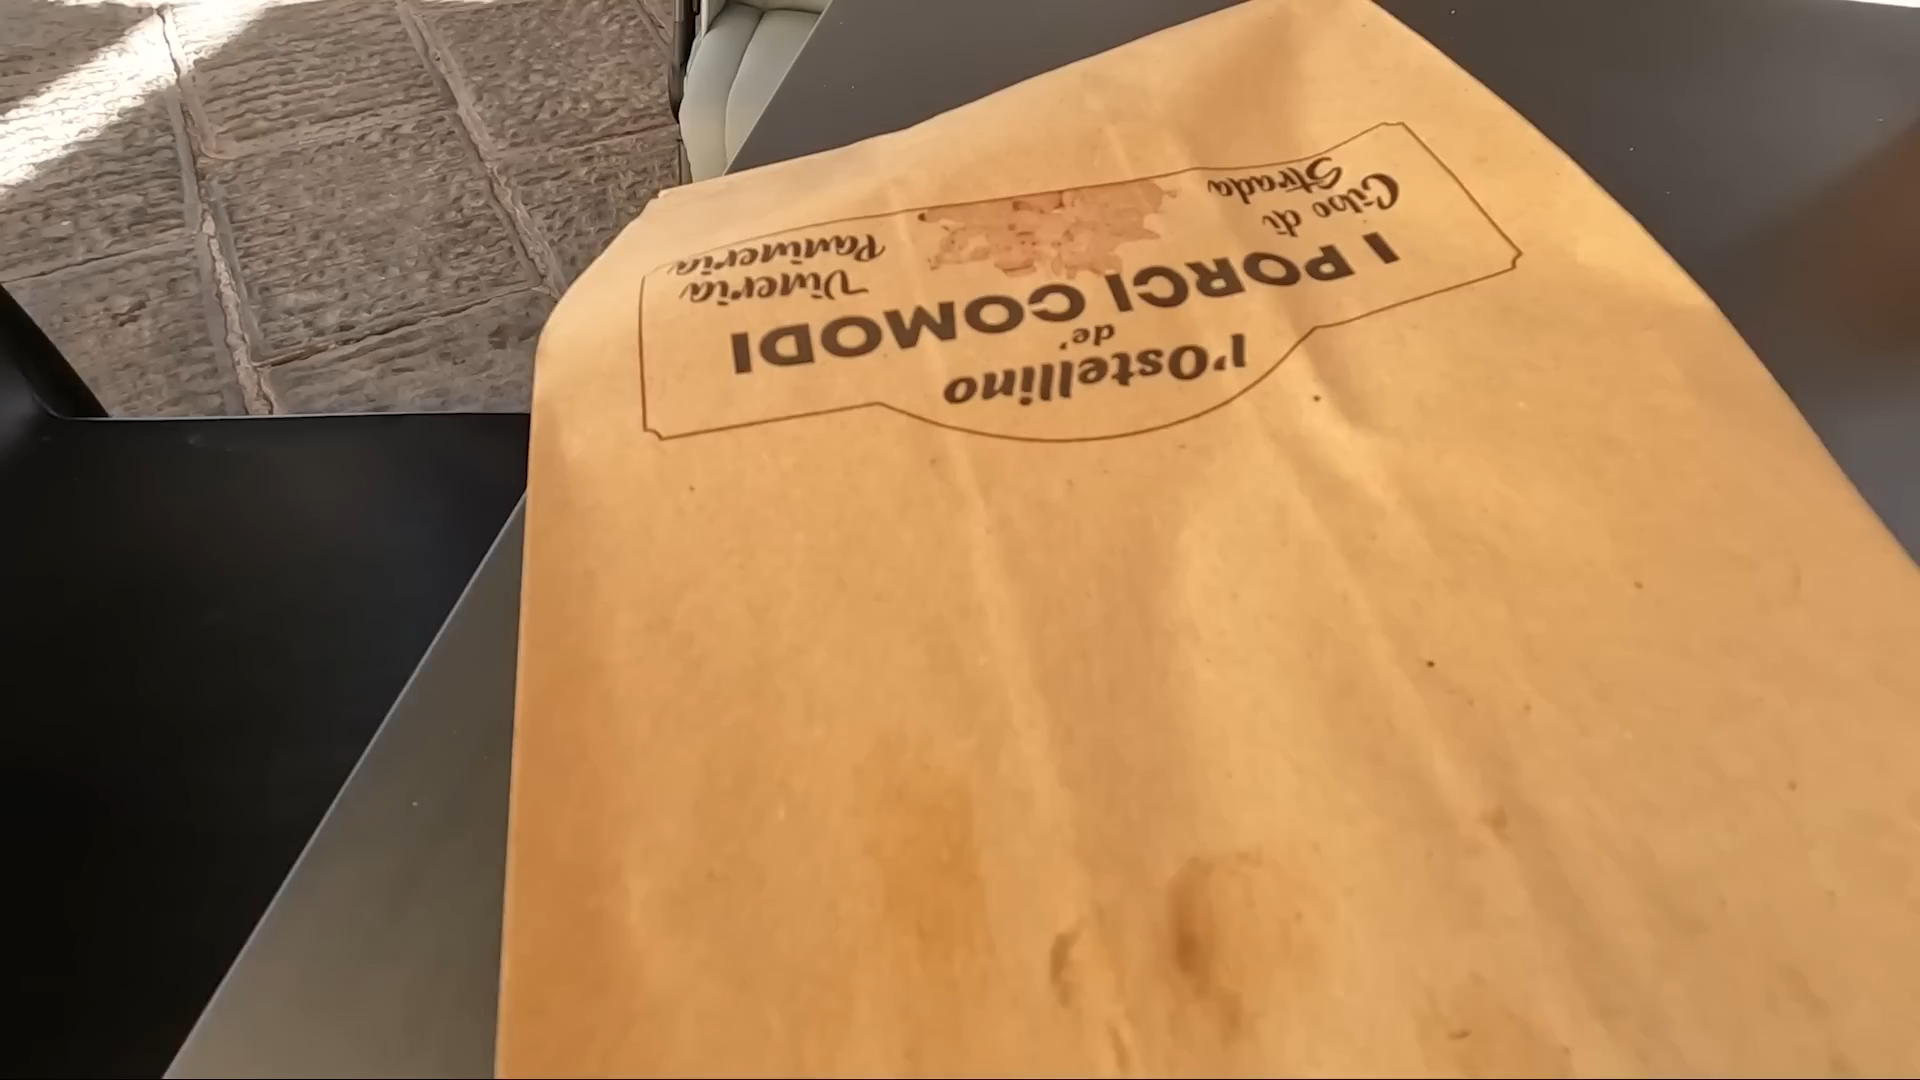 l'Ostellino
de'
I PORCI COMODI
Cibo di
Strada
Vineria
Panineria